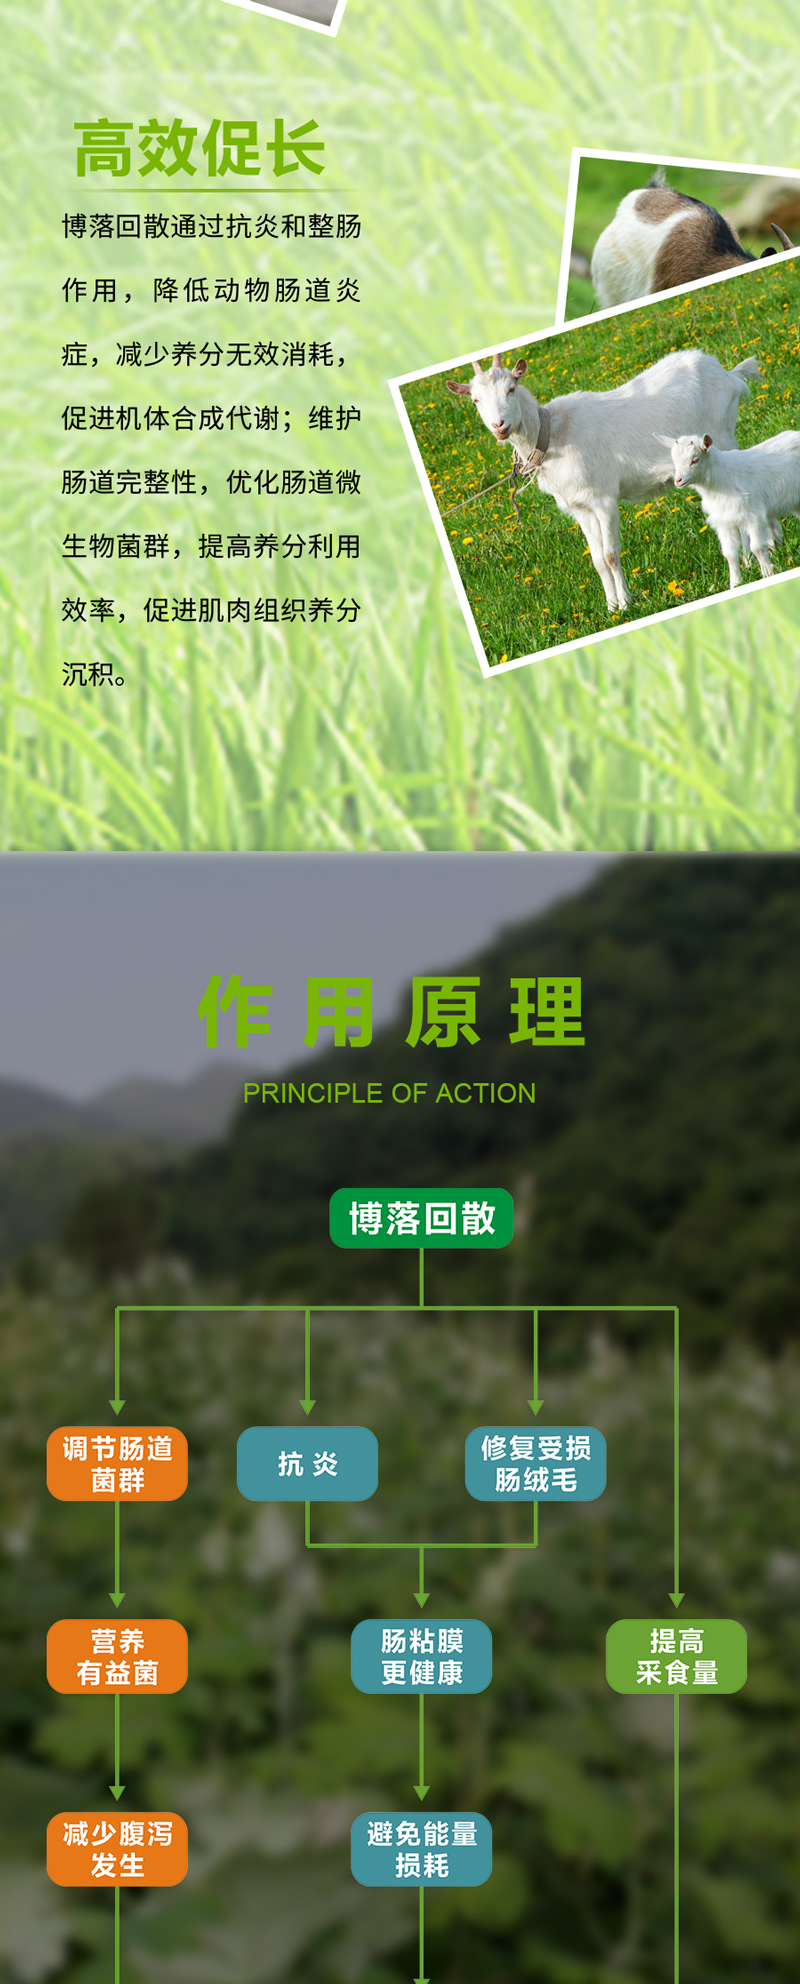 高效促长
博落回散通过抗炎和整肠
作用，降低动物肠道炎
症，减少养分无效消耗，
促进机体合成代谢；维护
肠道完整性，优化肠道微
生物菌群，提高养分利用
效率，促进肌肉组织养分
沉积。
作用原理
PRINCIPLE OF ACTION
博落回散
调节肠道
菌群
抗炎
修复受损
肠绒毛
营养
有益菌
肠粘膜
更健康
提高
采食量
减少腹泻
发生
避免能量
损耗